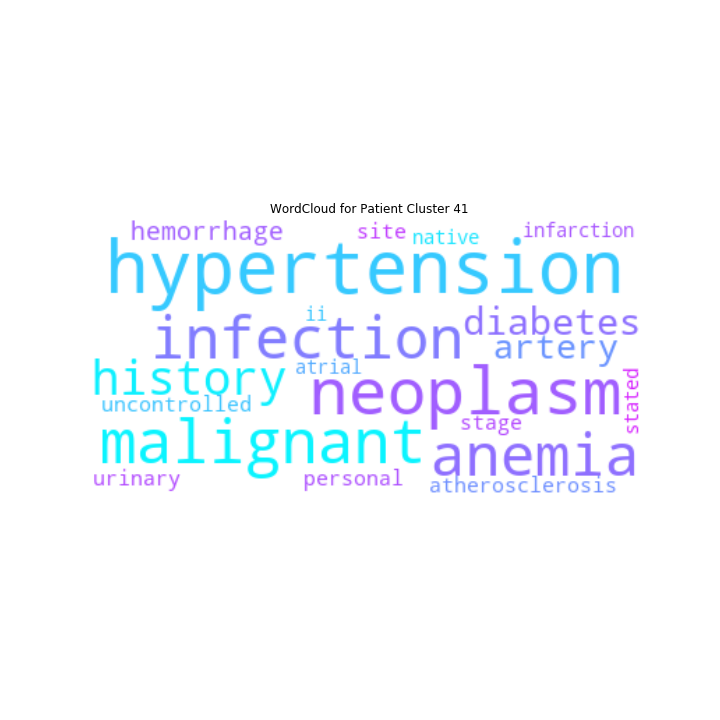 WordCloud for Patient Cluster 41
hemorrhage site native infarction
hypertension
ii
infection diabetes
artery
history atrial neoplasm stated
uncontrolled
malignant stage
anemia
urinary personal atherosclerosis